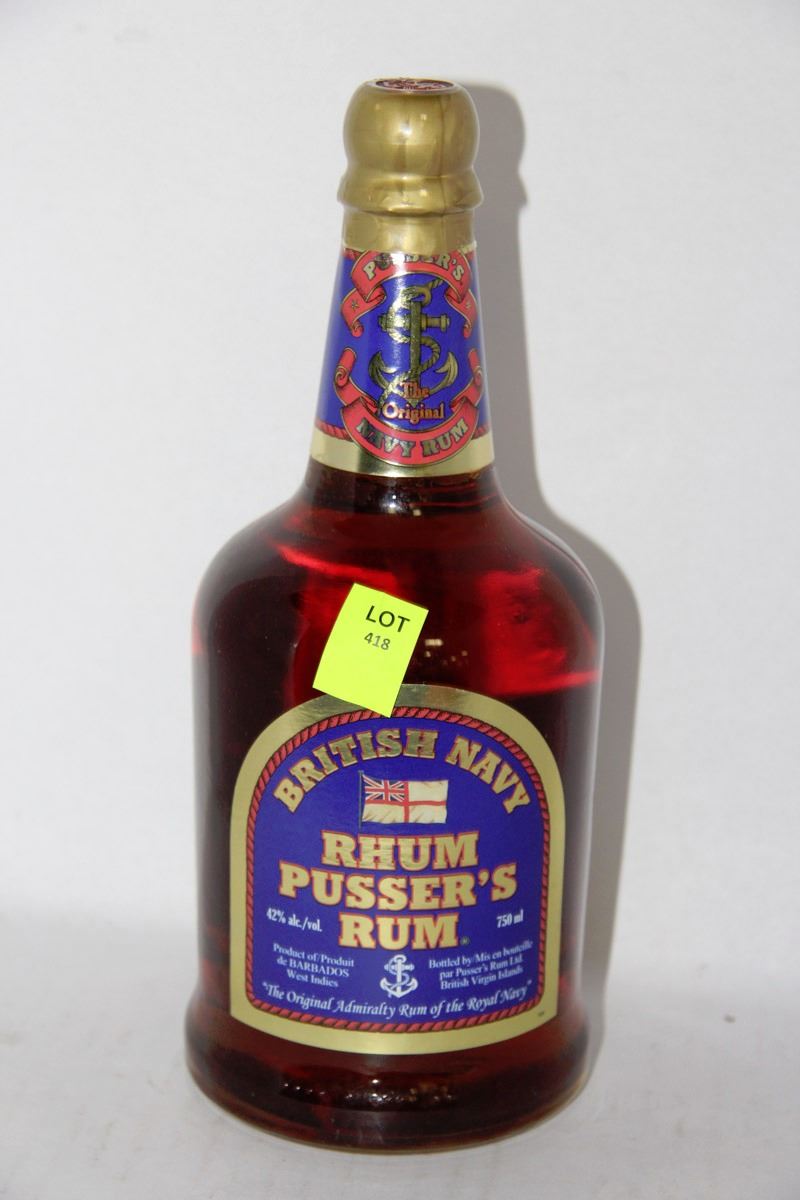 PUSSER'S
The
Original
NAVY RUM
LOT
418
BRITISH NAVY
RHUM
PUSSER'S
RUM
42% alc./vol.
750 ml
Product of/Produit
de BARBADOS
West Indies
Bottled by/Mis en bouteille
par Pusser's Rum Ltd.
British Virgin Islands
"The Original Admiralty Rum of the Royal Navy"